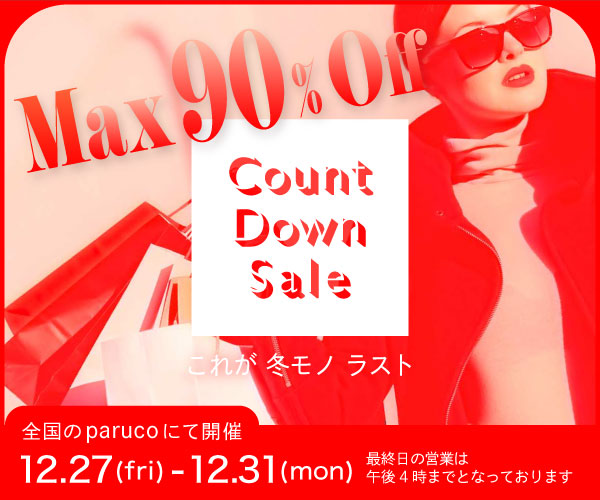 Max 90% Off
Count
Down
Sale
これが 冬モノ ラスト
全国のparucoにて開催
12.27(fri) - 12.31(mon)
最終日の営業は
午後4時までとなっております